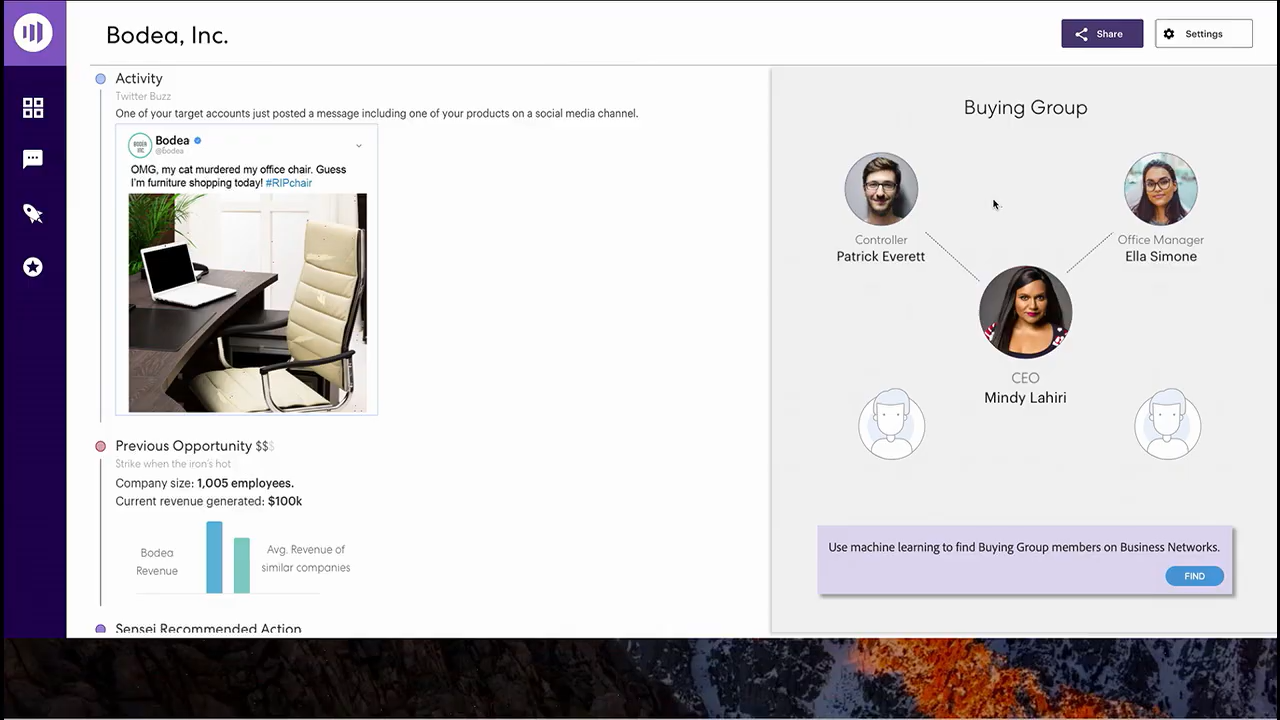 Bodea, Inc.
Share
Settings
Activity
Twitter Buzz
One of your target accounts just posted a message including one of your products on a social media channel.
BODEA
INC.
Bodea
@bodea
OMG, my cat murdered my office chair. Guess
I'm furniture shopping today! #RIPchair
Previous Opportunity $$$
Strike when the iron's hot
Company size: 1,005 employees.
Current revenue generated: $100k
Bodea
Revenue
Avg. Revenue of
similar companies
Sensei Recommended Action
Buying Group
Controller
Patrick Everett
Office Manager
Ella Simone
CEO
Mindy Lahiri
Use machine learning to find Buying Group members on Business Networks.
FIND